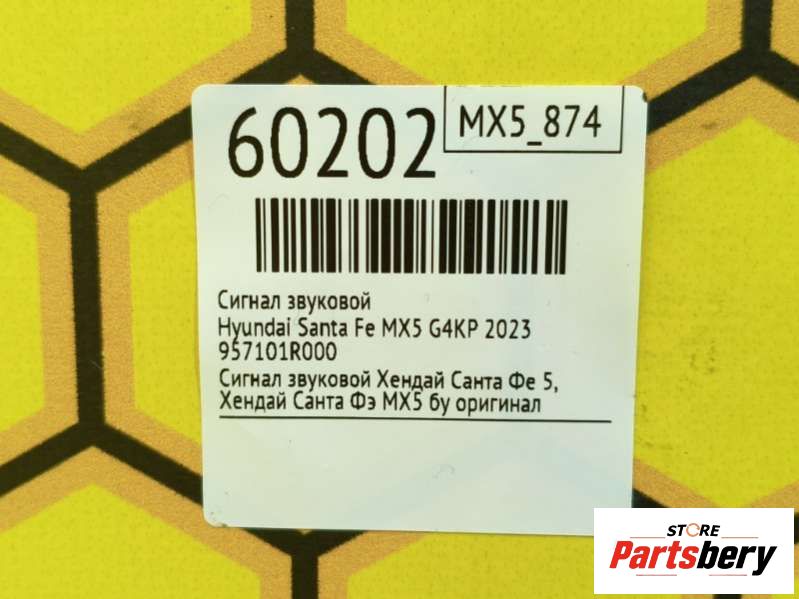 60202
MX5_874
Сигнал звуковой
Hyundai Santa Fe MX5 G4KP 2023
957101R000
Сигнал звуковой Хендай Санта Фе 5,
Хендай Санта Фэ MX5 бу оригинал
STORE
Partsbery